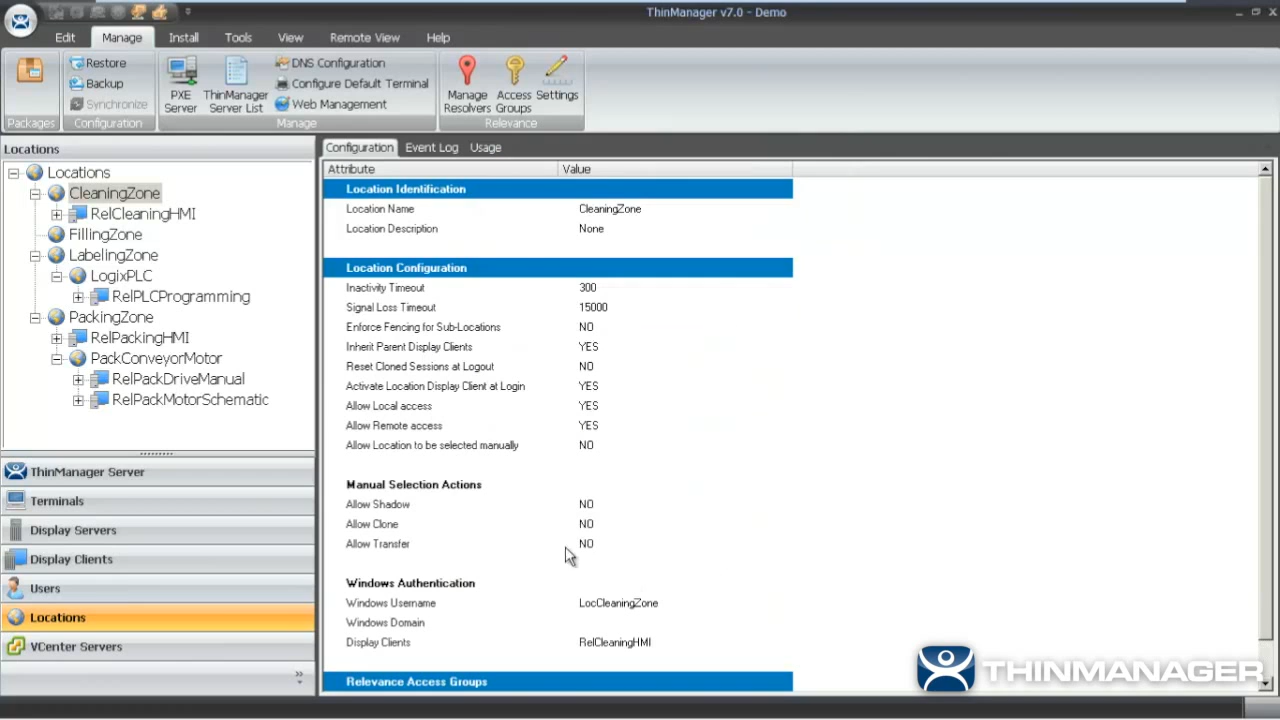 ThinManager v7.0 - Demo
Edit Manage Install Tools View Remote View Help
Restore
Backup
Synchronize
Packages
Configuration
PXE Server
ThinManager Server List
DNS Configuration
Configure Default Terminal
Web Management
Manage
Manage Resolvers
Access Groups
Settings
Relevance
Locations
Locations
CleaningZone
RelCleaningHMI
FillingZone
LabelingZone
LogixPLC
RelPLCProgramming
PackingZone
RelPackingHMI
PackConveyorMotor
RelPackDriveManual
RelPackMotorSchematic
ThinManager Server
Terminals
Display Servers
Display Clients
Users
Locations
VCenter Servers
Configuration Event Log Usage
Attribute Value
Location Identification
Location Name CleaningZone
Location Description None
Location Configuration
Inactivity Timeout 300
Signal Loss Timeout 15000
Enforce Fencing for Sub-Locations NO
Inherit Parent Display Clients YES
Reset Cloned Sessions at Logout NO
Activate Location Display Client at Login YES
Allow Local access YES
Allow Remote access YES
Allow Location to be selected manually NO
Manual Selection Actions
Allow Shadow NO
Allow Clone NO
Allow Transfer NO
Windows Authentication
Windows Username LocCleaningZone
Windows Domain
Display Clients RelCleaningHMI
Relevance Access Groups
THINMANAGER